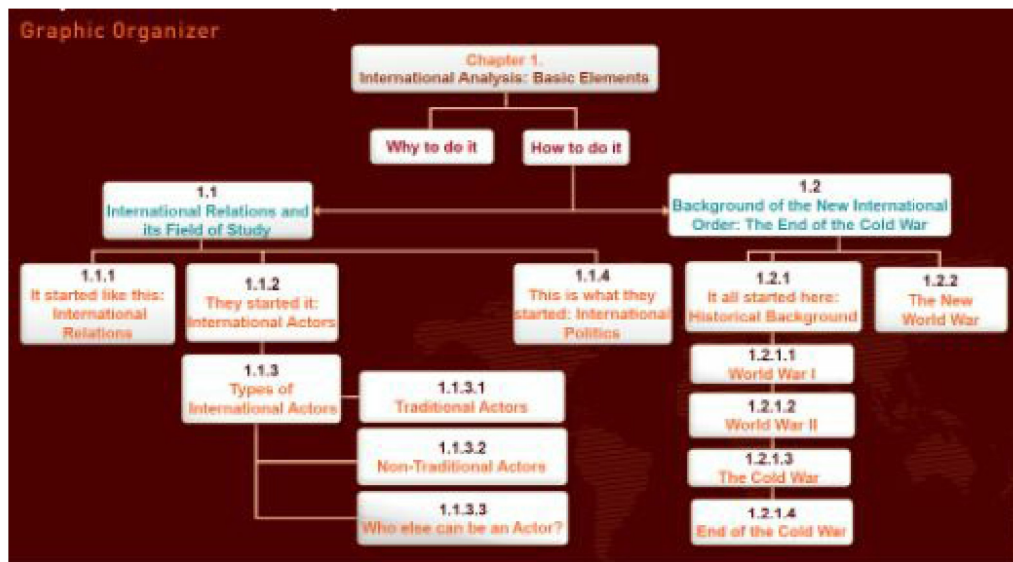 Graphic Organizer
Chapter 1.
International Analysis: Basic Elements
Why to do it
How to do it
1.1
International Relations and
its Field of Study
1.2
Background of the New International
Order: The End of the Cold War
1.1.1
It started like this:
International
Relations
1.1.2
They started it:
International Actors
1.1.4
This is what they
started: International
Politics
1.2.1
It all started here:
Historical Background
1.2.2
The New
World War
1.1.3
Types of
International Actors
1.1.3.1
Traditional Actors
1.1.3.2
Non-Traditional Actors
1.1.3.3
Who else can be an Actor?
1.2.1.1
World War I
1.2.1.2
World War II
1.2.1.3
The Cold War
1.2.1.4
End of the Cold War